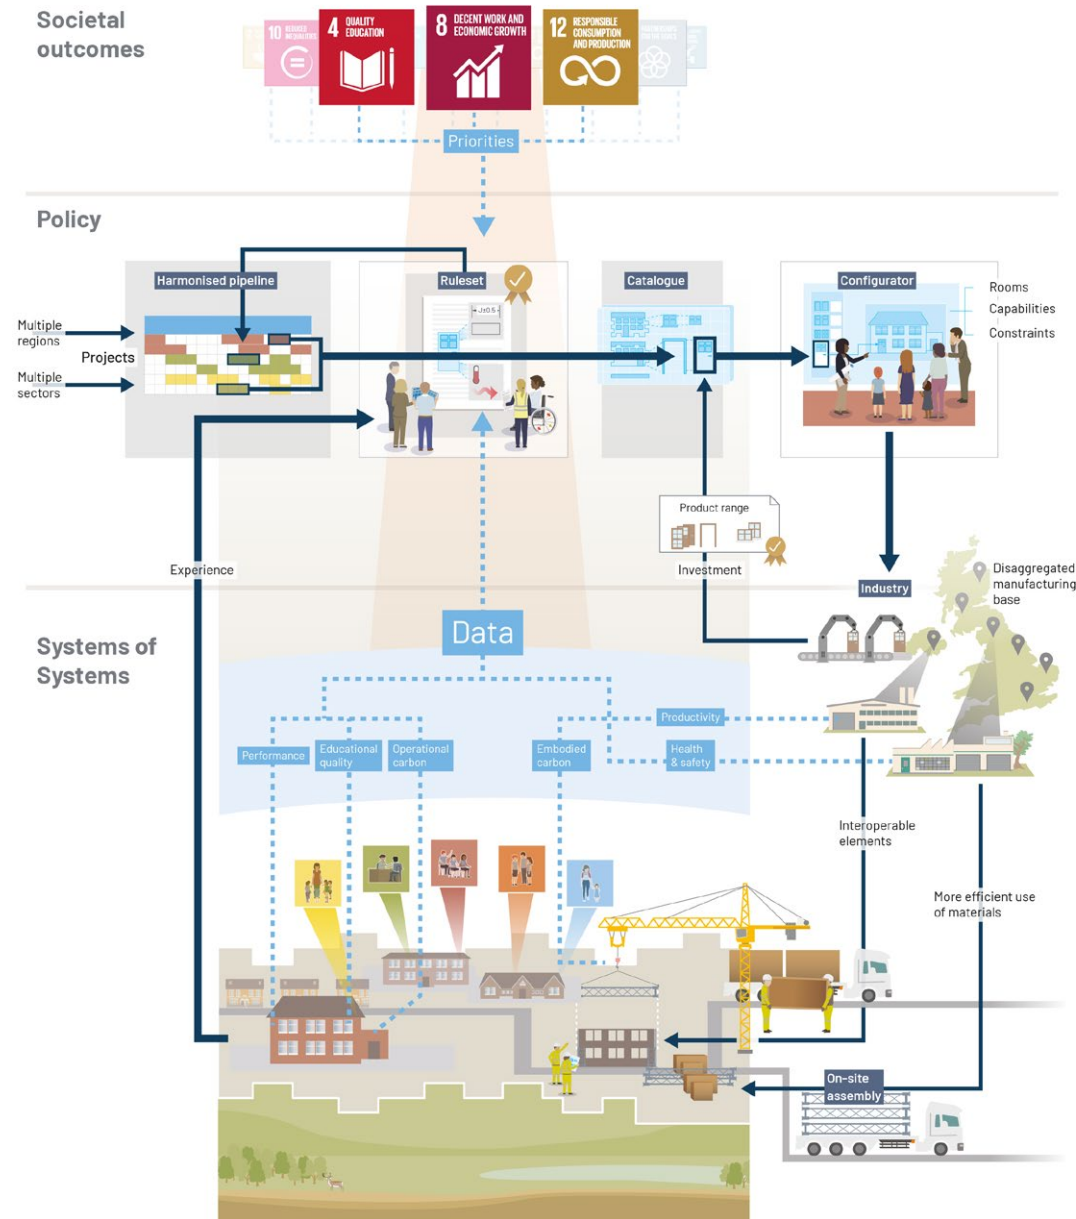 Societal
outcomes
10 REDUCED
INEQUALITIES
4 QUALITY
EDUCATION
8 DECENT WORK AND
ECONOMIC GROWTH
12 RESPONSIBLE
CONSUMPTION
AND PRODUCTION
Priorities
Policy
Harmonised pipeline
Ruleset
Catalogue
Configurator
Rooms
Capabilities
Constraints
Multiple
regions
Projects
Multiple
sectors
Product range
Experience
Investment
Industry
Disaggregated
manufacturing
base
Systems of
Systems
Data
Productivity
Performance
Educational
quality
Operational
carbon
Embodied
carbon
Health
& safety
Interoperable
elements
More efficient use
of materials
On-site
assembly